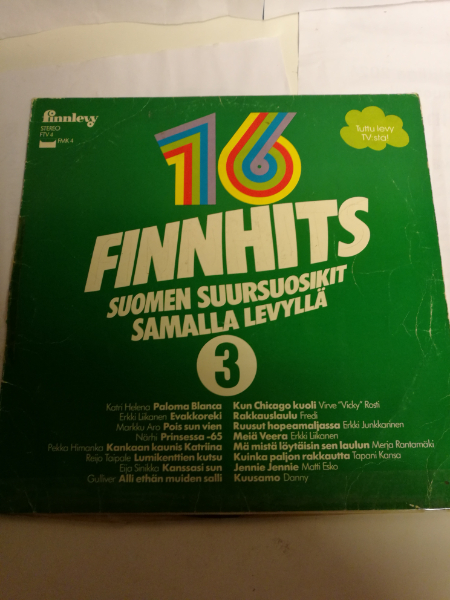 finnlevy
STEREO
FTV 4
FMK 4
Tuttu levy
TV:stä!
16
FINNHITS
SUOMEN SUURSUOSIKIT
SAMALLA LEVYLLÄ
3
Katri Helena Paloma Blanca
Erkki Liikanen Evakkoreki
Markku Aro Pois sun vien
Närhi Prinsessa -65
Pekka Himanka Kankaan kaunis Katriina
Reijo Taipale Lumikenttien kutsu
Eija Sinikka Kanssasi sun
Gulliver Alli ethän muiden salli
Kun Chicago kuoli Virve "Vicky" Rosti
Rakkauslaulu Fredi
Ruusut hopeamaljassa Erkki Junkkarinen
Meiä Veera Erkki Liikanen
Mä mistä löytäisin sen laulun Merja Rantamäki
Kuinka paljon rakkautta Tapani Kansa
Jennie Jennie Matti Esko
Kuusamo Danny